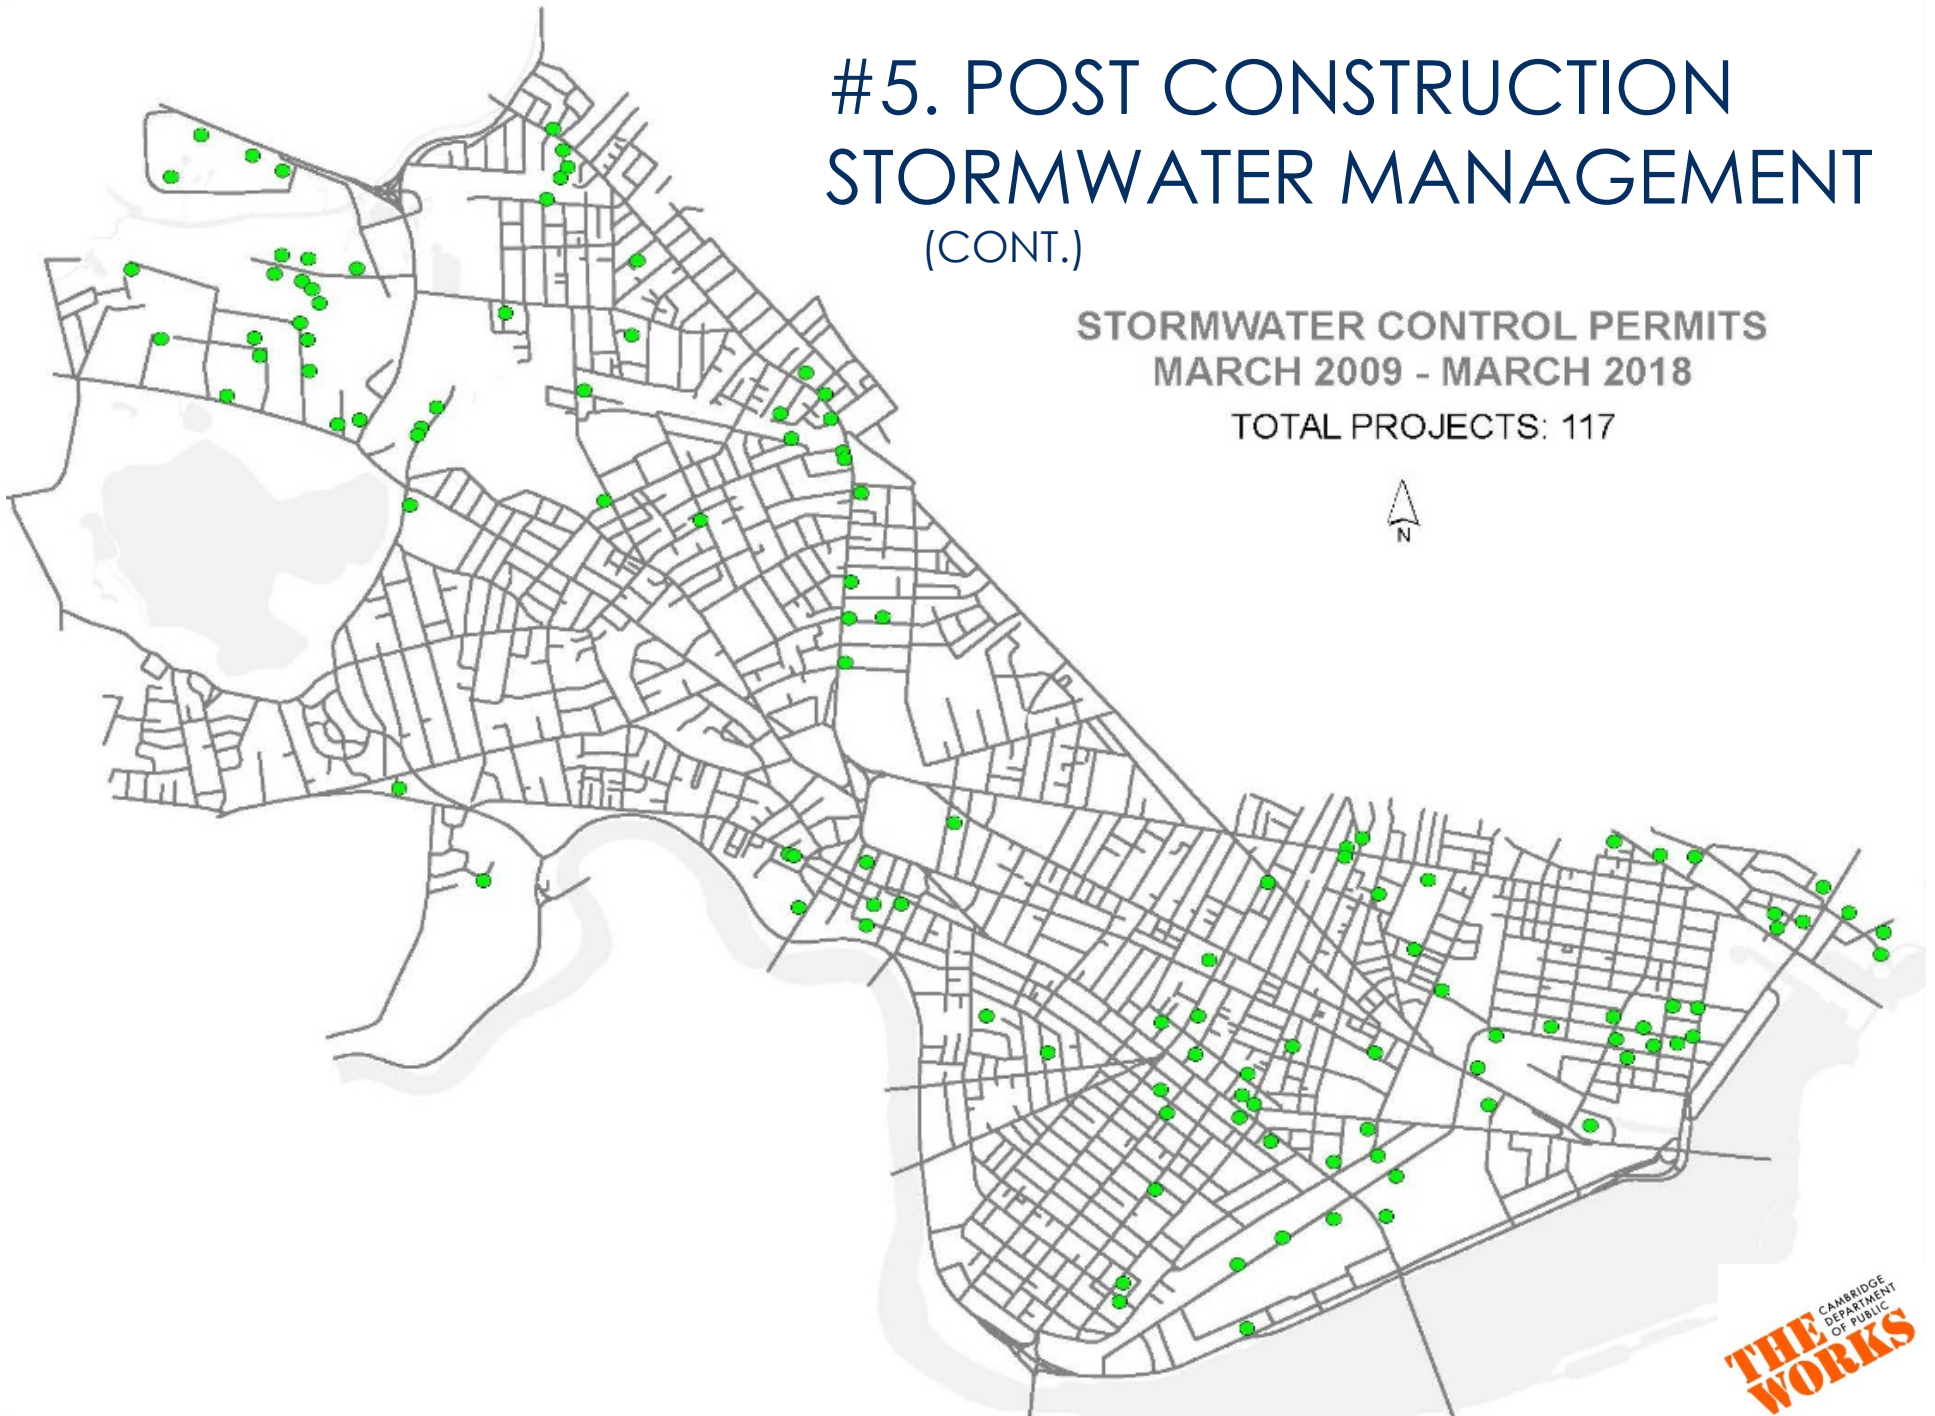 #5. POST CONSTRUCTION
STORMWATER MANAGEMENT
(CONT.)
STORMWATER CONTROL PERMITS
MARCH 2009 - MARCH 2018
TOTAL PROJECTS: 117
N
CAMBRIDGE
DEPARTMENT
OF PUBLIC
THE
WORKS